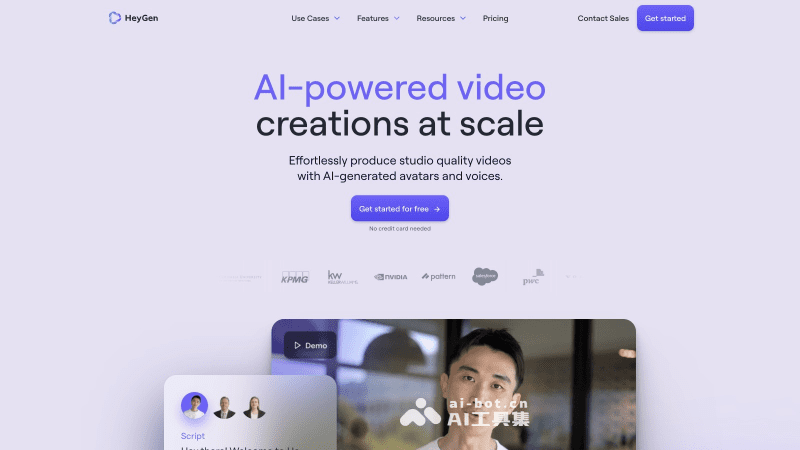 HeyGen
Use Cases
Features
Resources
Pricing
Contact Sales
Get started
AI-powered video
creations at scale
Effortlessly produce studio quality videos
with AI-generated avatars and voices.
Get started for free →
No credit card needed
KPMG
kw
NVIDIA
pattern
salesforce
pwc
Demo
ai-bot.cn
AI工具集
Script